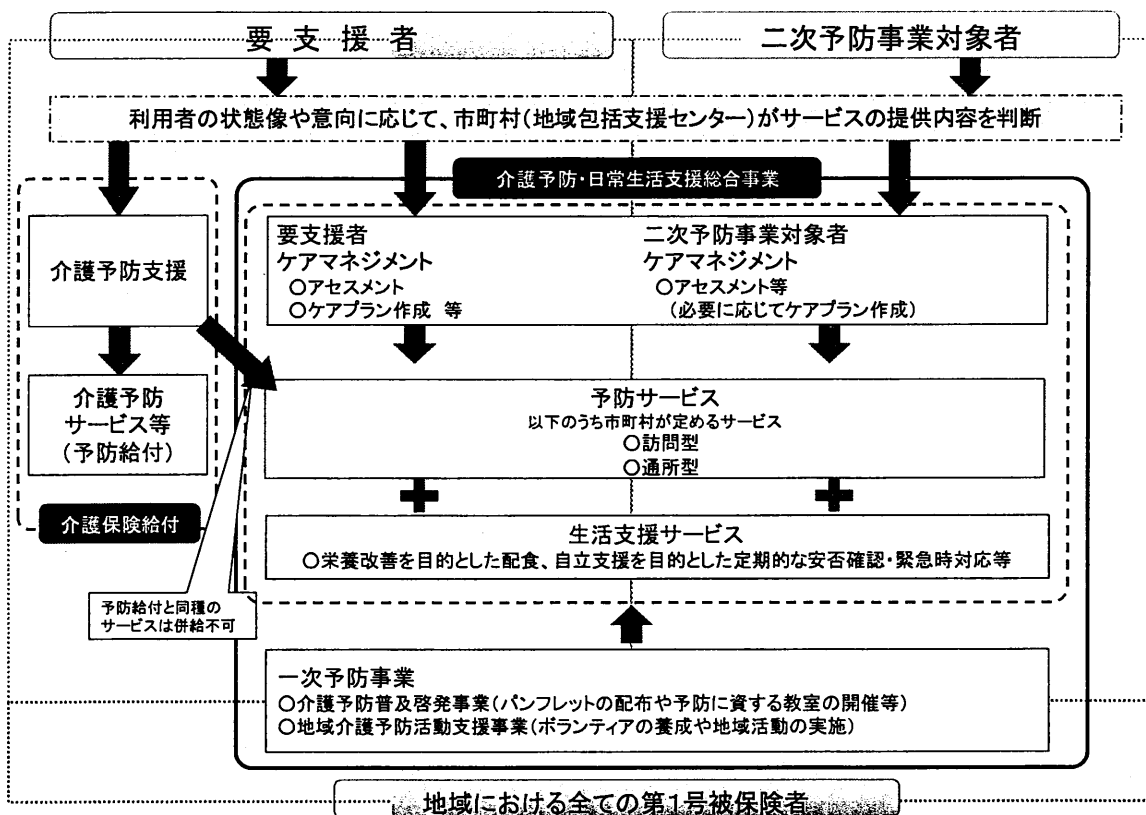 要支援者
二次予防事業対象者
利用者の状態像や意向に応じて、市町村(地域包括支援センター)がサービスの提供内容を判断
介護予防・日常生活支援総合事業
介護予防支援
介護予防
サービス等
(予防給付)
介護保険給付
予防給付と同種の
サービスは併給不可
要支援者
ケアマネジメント
○アセスメント
○ケアプラン作成 等
二次予防事業対象者
ケアマネジメント
○アセスメント等
(必要に応じてケアプラン作成)
予防サービス
以下のうち市町村が定めるサービス
○訪問型
○通所型
生活支援サービス
○栄養改善を目的とした配食、自立支援を目的とした定期的な安否確認・緊急時対応等
一次予防事業
○介護予防普及啓発事業(パンフレットの配布や予防に資する教室の開催等)
○地域介護予防活動支援事業(ボランティアの養成や地域活動の実施)
地域における全ての第1号被保険者